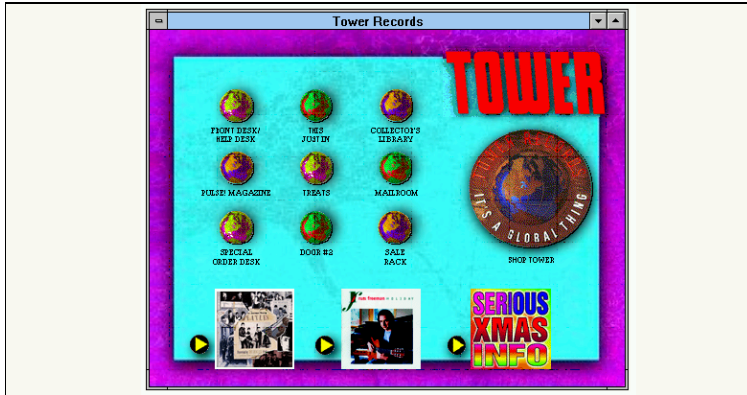 Tower Records
TOWER
FRONT DESK/
HELP DESK
THIS
JUST IN
COLLECTOR'S
LIBRARY
PULSE! MAGAZINE
TREATS
MAILROOM
SPECIAL
ORDER DESK
DOOR #2
SALE
RACK
IT'S A GLOBAL THING
SHOP TOWER
HOLIDAY
SERIOUS
XMAS
INFO